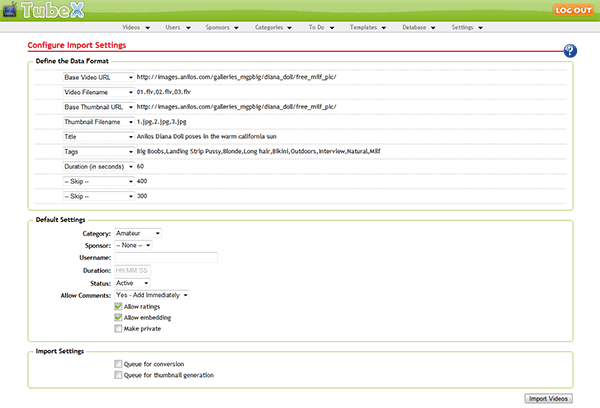 TubeX
LOG OUT
Videos Users Sponsors Categories To Do Templates Database Settings
Configure Import Settings
?
Define the Data Format
Base Video URL http://images.anilos.com/galleries_mgpbig/diana_doll/free_milf_pic/
Video Filename 01.flv,02.flv,03.flv
Base Thumbnail URL http://images.anilos.com/galleries_mgpbig/diana_doll/free_milf_pic/
Thumbnail Filename 1.jpg,2.jpg,3.jpg
Title Anilos Diana Doll poses in the warm california sun
Tags Big Boobs,Landing Strip Pussy,Blonde,Long hair,Bikini,Outdoors,Interview,Natural,Milf
Duration (in seconds) 60
-- Skip -- 400
-- Skip -- 300
Default Settings
Category: Amateur
Sponsor: -- None --
Username:
Duration: HH:MM:SS
Status: Active
Allow Comments: Yes - Add Immediately
Allow ratings
Allow embedding
Make private
Import Settings
Queue for conversion
Queue for thumbnail generation
Import Videos